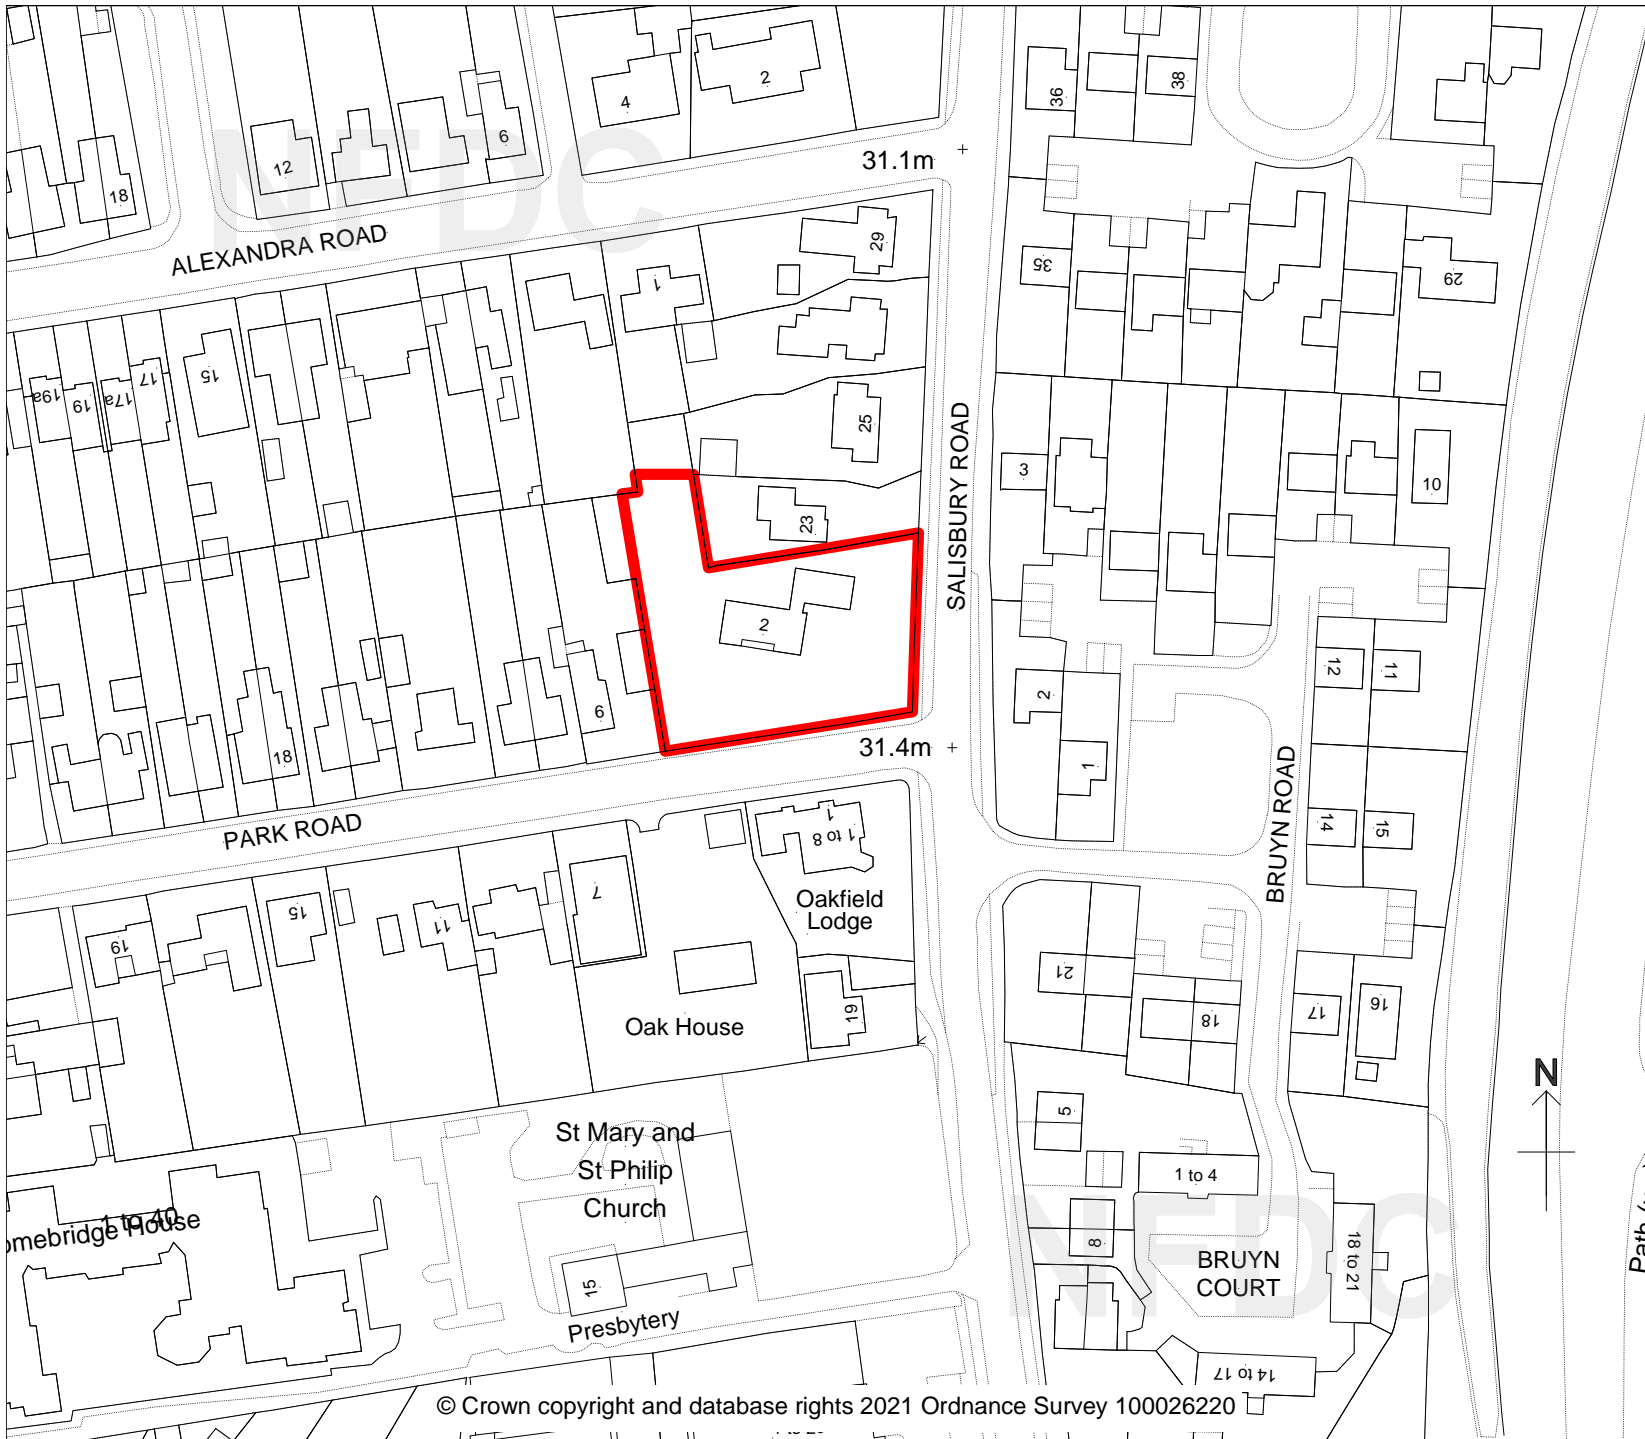 36
38
4
2
6
12
18
31.1m
NFDC
ALEXANDRA ROAD
29
1
35
29
17
15
19a
19
17a
25
SALISBURY ROAD
3
10
23
2
12
11
2
6
18
31.4m
1
PARK ROAD
BRUYN ROAD
14
15
1
1 to 8
7
Oakfield
Lodge
15
11
19
21
19
Oak House
18
17
16
N
5
St Mary and
St Philip
Church
1 to 4
1 to 40
omebridge House
NFDC
8
18 to 21
BRUYN
COURT
15
Presbytery
14 to 17
Path
© Crown copyright and database rights 2021 Ordnance Survey 100026220